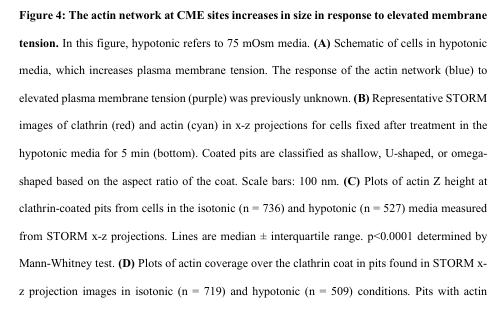 Figure 4: The actin network at CME sites increases in size in response to elevated membrane
tension. In this figure, hypotonic refers to 75 mOsm media. (A) Schematic of cells in hypotonic
media, which increases plasma membrane tension. The response of the actin network (blue) to
elevated plasma membrane tension (purple) was previously unknown. (B) Representative STORM
images of clathrin (red) and actin (cyan) in x-z projections for cells fixed after treatment in the
hypotonic media for 5 min (bottom). Coated pits are classified as shallow, U-shaped, or omega-
shaped based on the aspect ratio of the coat. Scale bars: 100 nm. (C) Plots of actin Z height at
clathrin-coated pits from cells in the isotonic (n = 736) and hypotonic (n = 527) media measured
from STORM x-z projections. Lines are median ± interquartile range. p<0.0001 determined by
Mann-Whitney test. (D) Plots of actin coverage over the clathrin coat in pits found in STORM x-
z projection images in isotonic (n = 719) and hypotonic (n = 509) conditions. Pits with actin